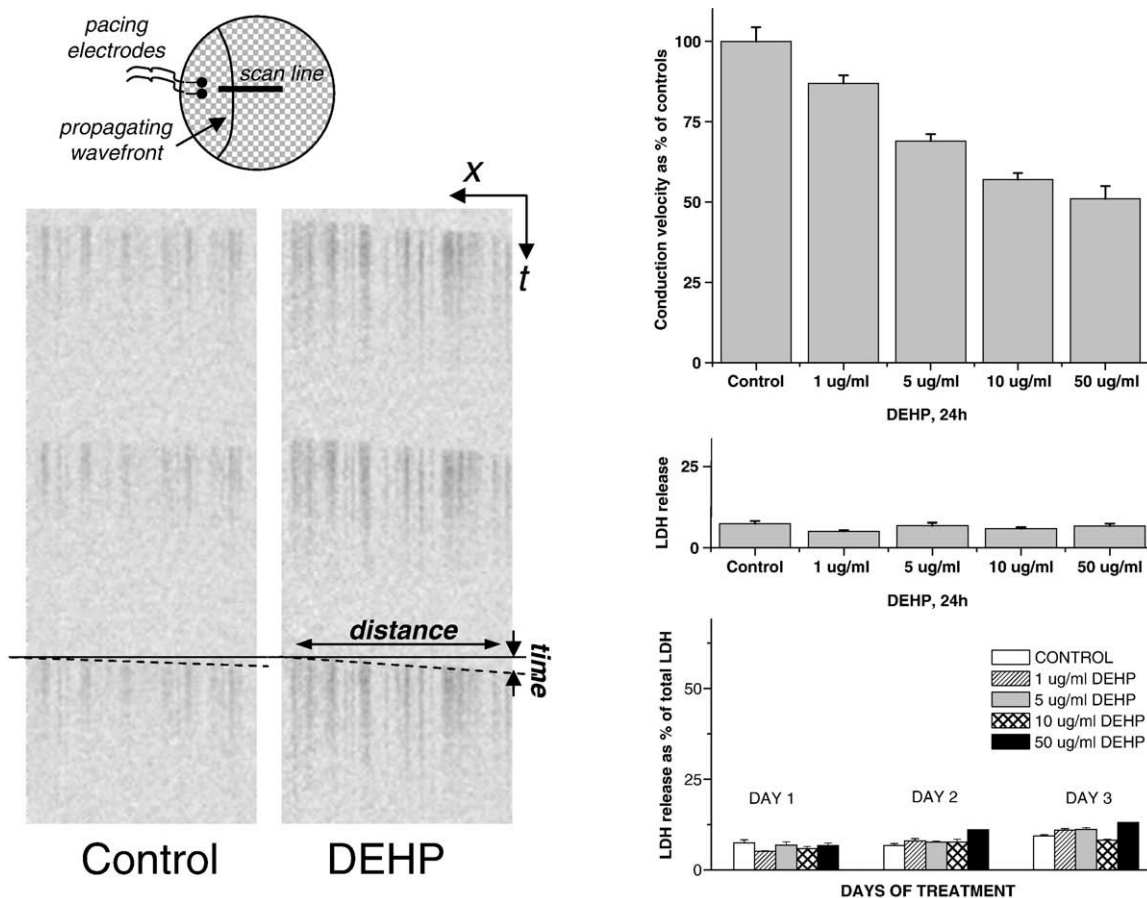 pacing
electrodes
scan line
propagating
wavefront
x
t
distance
time
Control
DEHP
Conduction velocity as % of controls
100
75
50
25
0
Control 1 ug/ml 5 ug/ml 10 ug/ml 50 ug/ml
DEHP, 24h
LDH release
25
0
Control 1 ug/ml 5 ug/ml 10 ug/ml 50 ug/ml
DEHP, 24h
LDH release as % of total LDH
50
25
0
CONTROL
1 ug/ml DEHP
5 ug/ml DEHP
10 ug/ml DEHP
50 ug/ml DEHP
DAY 1 DAY 2 DAY 3
DAYS OF TREATMENT